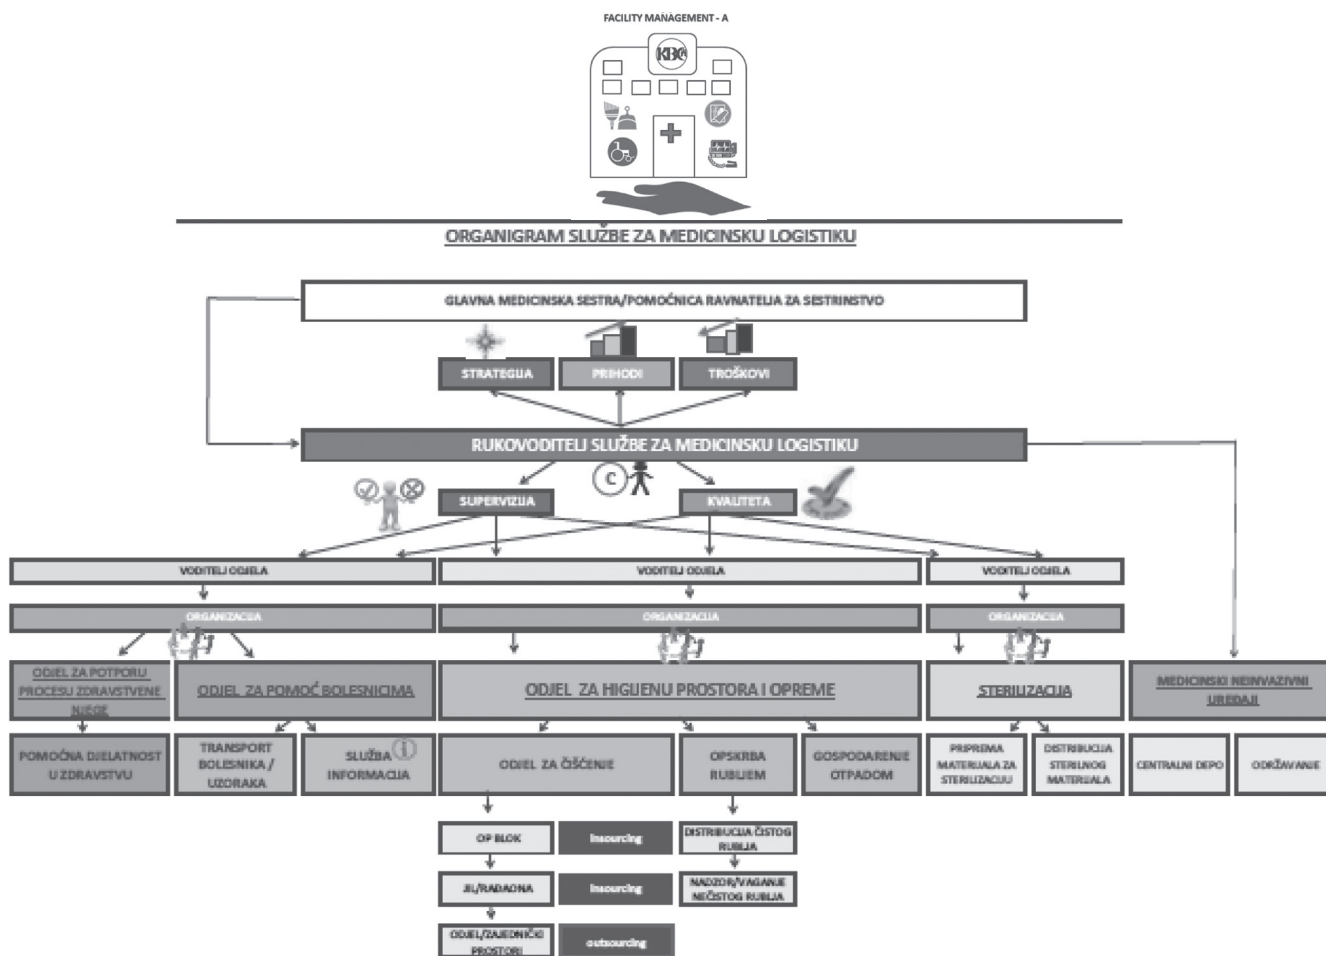 FACILITY MANAGEMENT - A
KBC
ORGANIGRAM SLUŽBE ZA MEDICINSKU LOGISTIKU
GLAVNA MEDICINSKA SESTRA/POMOĆNICA RAVNATELJA ZA SESTRINSTVO
STRATEGIJA
PRIHODI
TROŠKOVI
RUKOVODITELJ SLUŽBE ZA MEDICINSKU LOGISTIKU
C
SUPERVIZIJA
KVALITETA
VODITELJ ODJELA
VODITELJ ODJELA
VODITELJ ODJELA
ORGANIZACIJA
ORGANIZACIJA
ORGANIZACIJA
ODJEL ZA POTPORU
PROCESU ZDRAVSTVENE
NJEGE
ODJEL ZA POMOĆ BOLESNICIMA
ODJEL ZA HIGIJENU PROSTORA I OPREME
STERILIZACIJA
MEDICINSKI NEINVAZIVNI
UREĐAJI
POMOĆNA DJELATNOST
U ZDRAVSTVU
TRANSPORT
BOLESNIKA /
UZORAKA
SLUŽBA
INFORMACIJA
i
ODJEL ZA ČIŠĆENJE
OPSKRBA
RUBLJEM
GOSPODARENJE
OTPADOM
PRIPREMA
MATERIJALA ZA
STERILIZACIJU
DISTRIBUCIJA
STERILNOG
MATERIJALA
CENTRALNI DEPO
ODRŽAVANJE
OP BLOK
insourcing
DISTRIBUCIJA ČISTOG
RUBLJA
JIL/RAĐAONA
insourcing
NADZOR/VAGANJE
NEČISTOG RUBLJA
ODJEL/ZAJEDNIČKI
PROSTORI
outsourcing